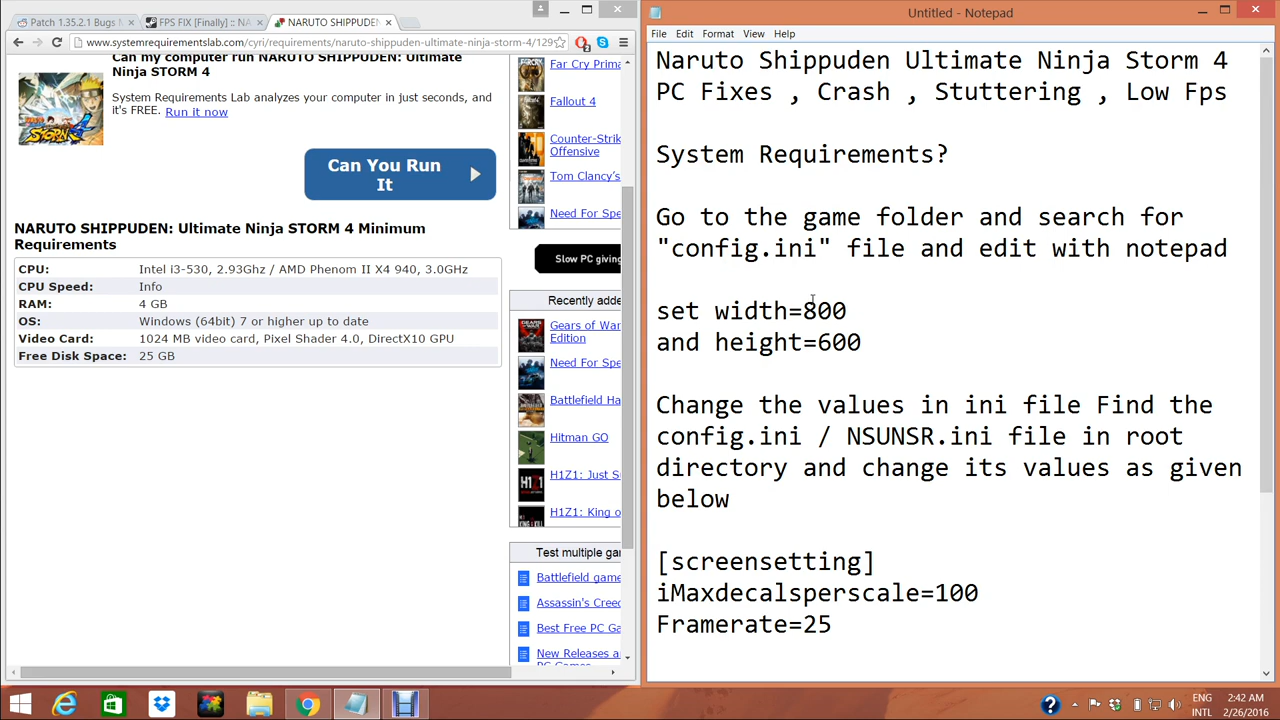 Patch 1.35.2.1 Bugs M
FPS FIX [Finally] :: NA
NARUTO SHIPPUDEN
www.systemrequirementslab.com/cyri/requirements/naruto-shippuden-ultimate-ninja-storm-4/129
Can my computer run NARUTO SHIPPUDEN: Ultimate
Ninja STORM 4
System Requirements Lab analyzes your computer in just seconds, and
it's FREE. Run it now
Can You Run
It
NARUTO SHIPPUDEN: Ultimate Ninja STORM 4 Minimum
Requirements
CPU: Intel i3-530, 2.93Ghz / AMD Phenom II X4 940, 3.0GHz
CPU Speed: Info
RAM: 4 GB
OS: Windows (64bit) 7 or higher up to date
Video Card: 1024 MB video card, Pixel Shader 4.0, DirectX10 GPU
Free Disk Space: 25 GB
Far Cry Prima
Fallout 4
Counter-Strik
Offensive
Tom Clancy's
Need For Spe
Slow PC giving
Recently adde
Gears of War
Edition
Need For Spe
Battlefield Ha
Hitman GO
H1Z1: Just S
H1Z1: King o
Test multiple gar
Battlefield game
Assassin's Creed
Best Free PC Ga
New Releases a
PC Games
Untitled - Notepad
File Edit Format View Help
Naruto Shippuden Ultimate Ninja Storm 4
PC Fixes , Crash , Stuttering , Low Fps
System Requirements?
Go to the game folder and search for
"config.ini" file and edit with notepad
set width=800
and height=600
Change the values in ini file Find the
config.ini / NSUNSR.ini file in root
directory and change its values as given
below
[screensetting]
iMaxdecalsperscale=100
Framerate=25
ENG
INTL
2:42 AM
2/26/2016